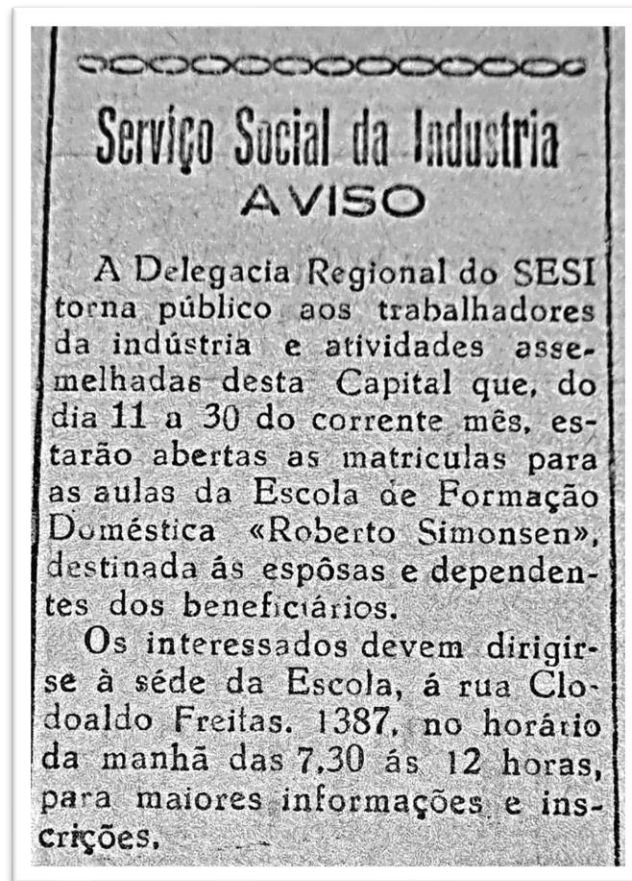 Serviço Social da Industria
AVISO
A Delegacia Regional do SESI
torna público aos trabalhadores
da indústria e atividades asse-
melhadas desta Capital que, do
dia 11 a 30 do corrente mês, es-
tarão abertas as matriculas para
as aulas da Escola de Formação
Doméstica «Roberto Simonsen»,
destinada ás espôsas e dependen-
tes dos beneficiários.
Os interessados devem dirigir-
se à séde da Escola, á rua Clo-
doaldo Freitas. 1387, no horário
da manhã das 7,30 ás 12 horas,
para maiores informações e ins-
crições.